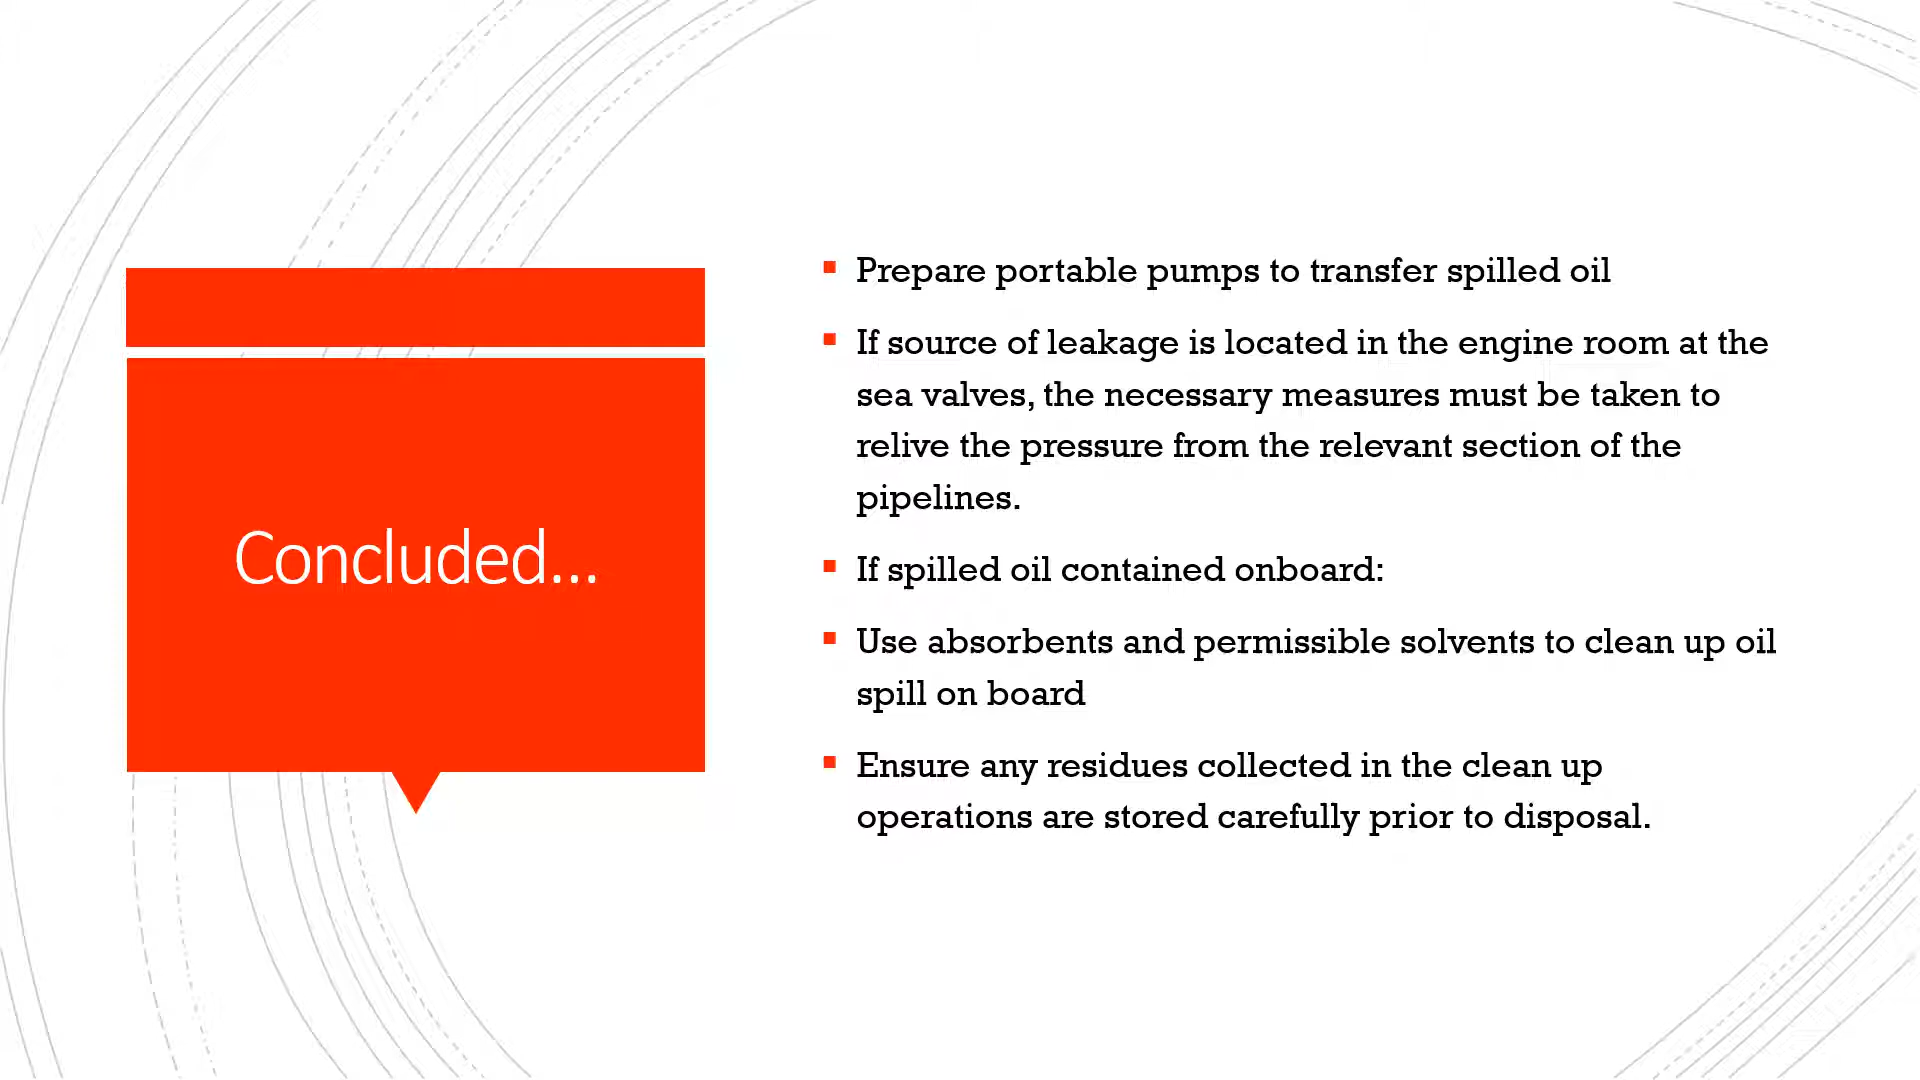 Concluded...
Prepare portable pumps to transfer spilled oil
If source of leakage is located in the engine room at the
sea valves, the necessary measures must be taken to
relive the pressure from the relevant section of the
pipelines.
If spilled oil contained onboard:
Use absorbents and permissible solvents to clean up oil
spill on board
Ensure any residues collected in the clean up
operations are stored carefully prior to disposal.